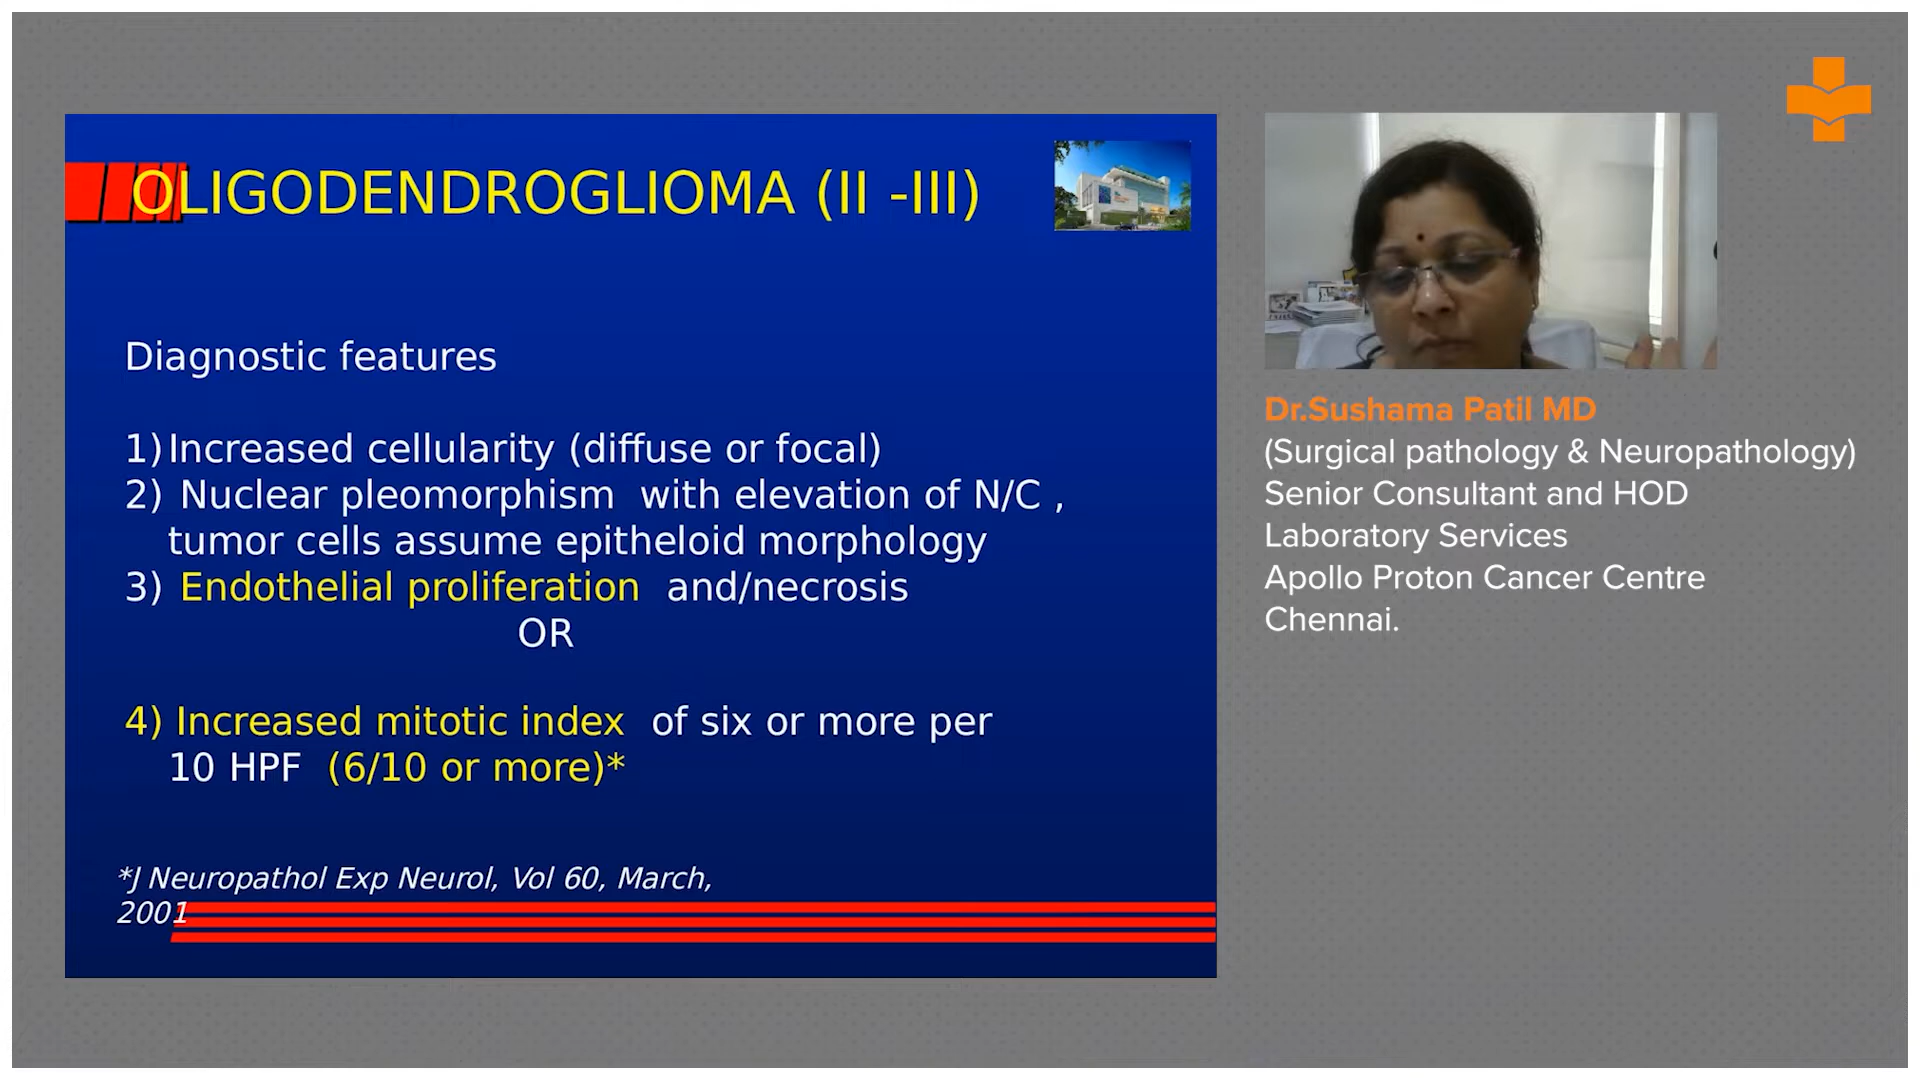 OLIGODENDROGLIOMA (II -III)
Diagnostic features
1) Increased cellularity (diffuse or focal)
2) Nuclear pleomorphism with elevation of N/C ,
tumor cells assume epitheloid morphology
3) Endothelial proliferation and/necrosis
OR
4) Increased mitotic index of six or more per
10 HPF (6/10 or more)*
*J Neuropathol Exp Neurol, Vol 60, March,
2001
Dr.Sushama Patil MD
(Surgical pathology & Neuropathology)
Senior Consultant and HOD
Laboratory Services
Apollo Proton Cancer Centre
Chennai.